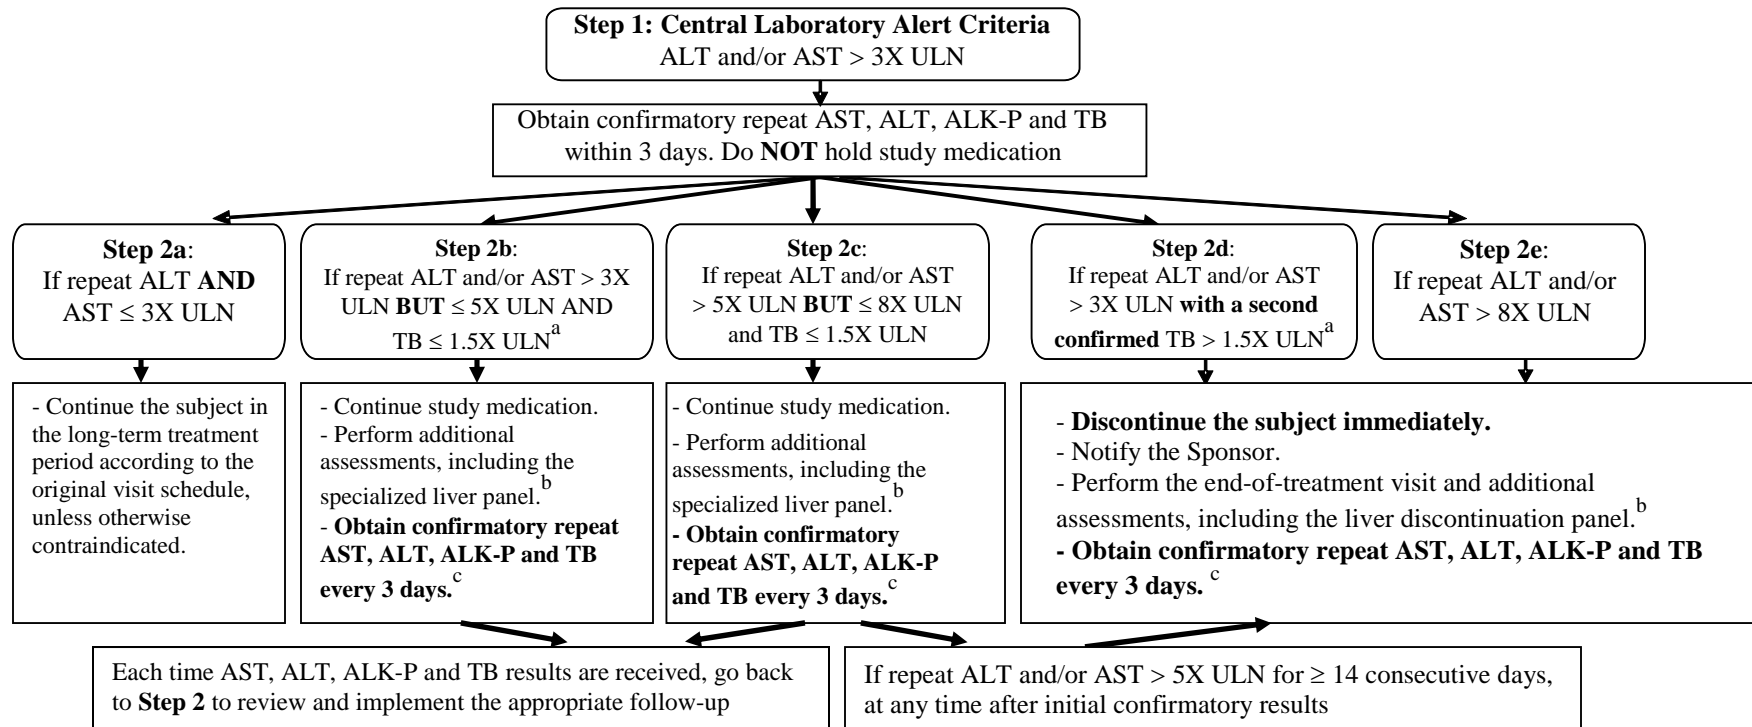 Step 1: Central Laboratory Alert Criteria
ALT and/or AST > 3X ULN
Obtain confirmatory repeat AST, ALT, ALK-P and TB
within 3 days. Do NOT hold study medication
Step 2a:
If repeat ALT AND
AST ≤ 3X ULN
Step 2b:
If repeat ALT and/or AST > 3X
ULN BUT ≤ 5X ULN AND
TB ≤ 1.5X ULNᵃ
Step 2c:
If repeat ALT and/or AST
> 5X ULN BUT ≤ 8X ULN
and TB ≤ 1.5X ULN
Step 2d:
If repeat ALT and/or AST
> 3X ULN with a second
confirmed TB > 1.5X ULNᵃ
Step 2e:
If repeat ALT and/or
AST > 8X ULN
- Continue the subject in
the long-term treatment
period according to the
original visit schedule,
unless otherwise
contraindicated.
- Continue study medication.
- Perform additional
assessments, including the
specialized liver panel.ᵇ
- Obtain confirmatory repeat
AST, ALT, ALK-P and TB
every 3 days.ᶜ
- Continue study medication.
- Perform additional
assessments, including the
specialized liver panel.ᵇ
- Obtain confirmatory
repeat AST, ALT, ALK-P
and TB every 3 days.ᶜ
- Discontinue the subject immediately.
- Notify the Sponsor.
- Perform the end-of-treatment visit and additional
assessments, including the liver discontinuation panel.ᵇ
- Obtain confirmatory repeat AST, ALT, ALK-P and TB
every 3 days.ᶜ
Each time AST, ALT, ALK-P and TB results are received, go back
to Step 2 to review and implement the appropriate follow-up
If repeat ALT and/or AST > 5X ULN for ≥ 14 consecutive days,
at any time after initial confirmatory results